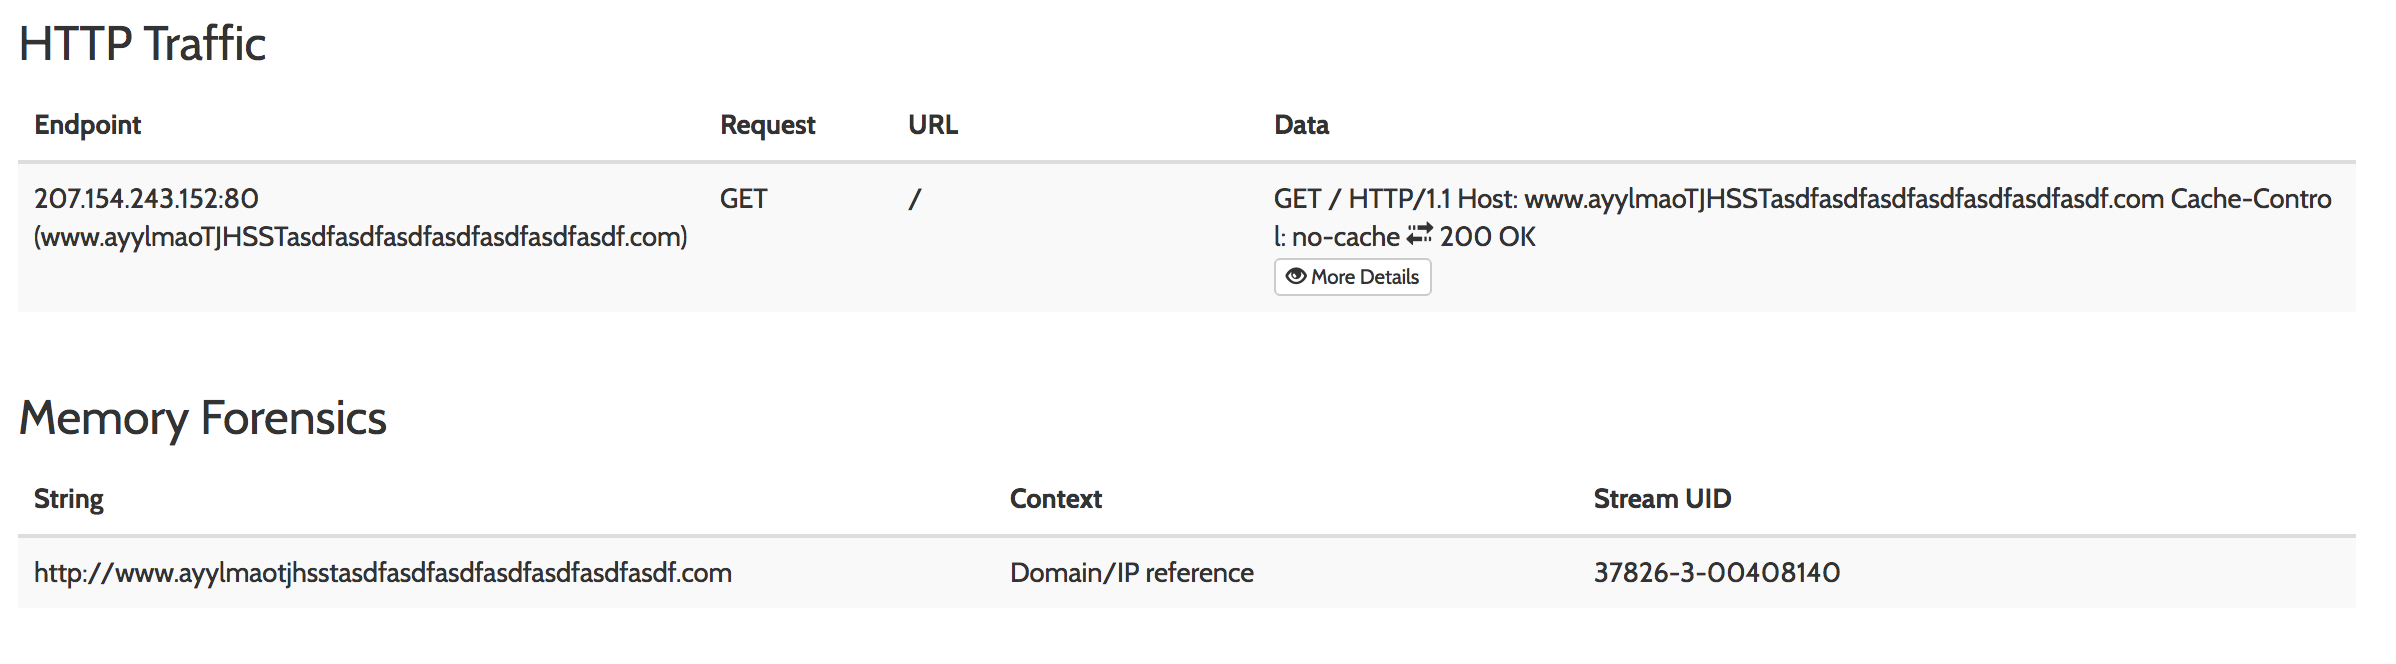 HTTP Traffic
Endpoint Request URL Data
207.154.243.152:80 GET / GET / HTTP/1.1 Host: www.ayylmaoTJHSSTasdfasdfasdfasdfasdfasdfasdf.com Cache-Contro
(www.ayylmaoTJHSSTasdfasdfasdfasdfasdfasdfasdf.com) l: no-cache 200 OK
More Details
Memory Forensics
String Context Stream UID
http://www.ayylmaotjhsstasdfasdfasdfasdfasdfasdfasdf.com Domain/IP reference 37826-3-00408140